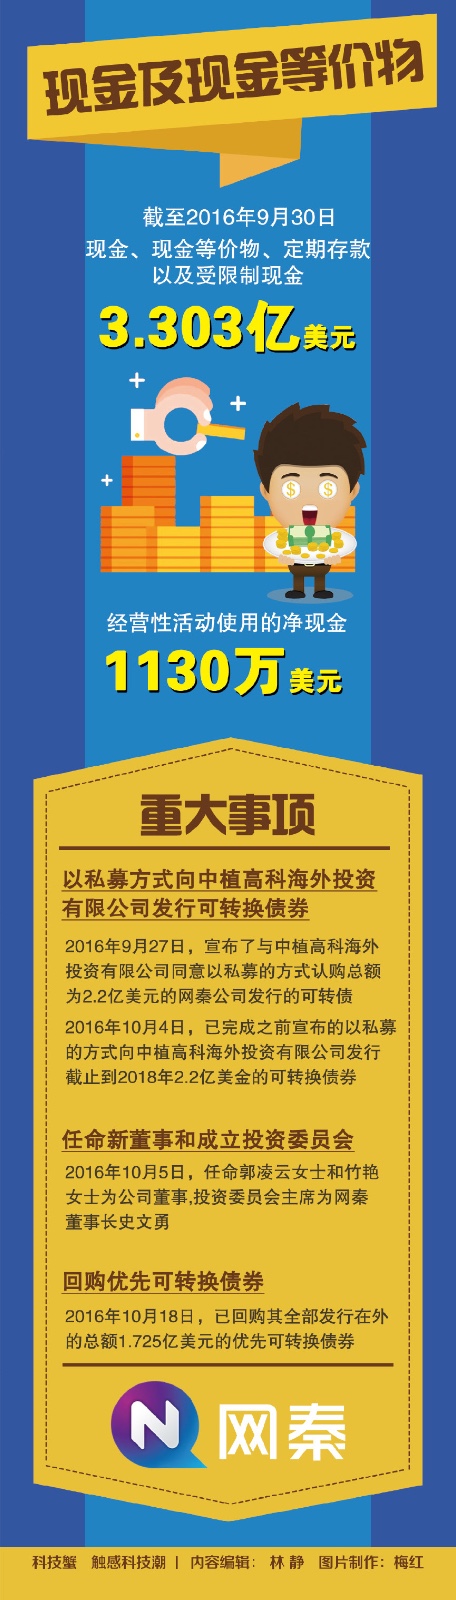 现金及现金等价物
截至2016年9月30日
现金、现金等价物、定期存款
以及受限制现金
3.303亿美元
经营性活动使用的净现金
1130万美元
重大事项
以私募方式向中植高科海外投资
有限公司发行可转换债券
2016年9月27日，宣布了与中植高科海外
投资有限公司同意以私募的方式认购总额
为2.2亿美元的网秦公司发行的可转债
2016年10月4日，已完成之前宣布的以私募
的方式向中植高科海外投资有限公司发行
截止到2018年2.2亿美金的可转换债券
任命新董事和成立投资委员会
2016年10月5日，任命郭凌云女士和竹艳
女士为公司董事,投资委员会主席为网秦
董事长史文勇
回购优先可转换债券
2016年10月18日，已回购其全部发行在外
的总额1.725亿美元的优先可转换债券
N 网秦
科技蟹 触感科技潮 | 内容编辑： 林 静 图片制作：梅红